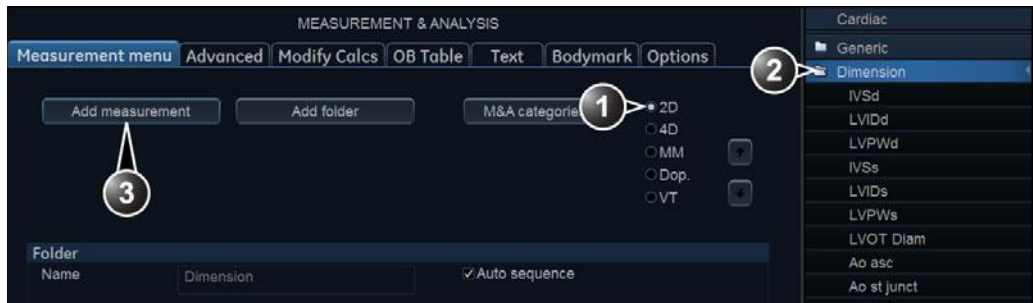 MEASUREMENT & ANALYSIS
Measurement menu Advanced Modify Calcs OB Table Text Bodymark Options
Add measurement Add folder M&A categorie 1 2D
4D
MM
Dop.
VT
3
Folder
Name Dimension Auto sequence
Cardiac
Generic
2 Dimension
IVSd
LVIDd
LVPWd
IVSs
LVIDs
LVPWs
LVOT Diam
Ao asc
Ao st junct